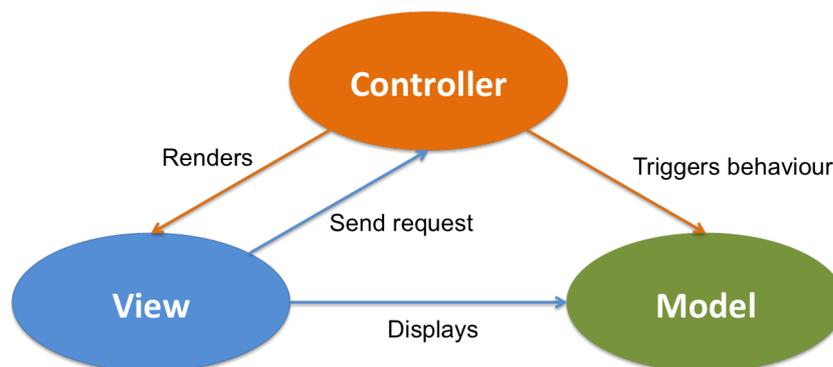 Controller
Renders
Triggers behaviour
Send request
View
Model
Displays